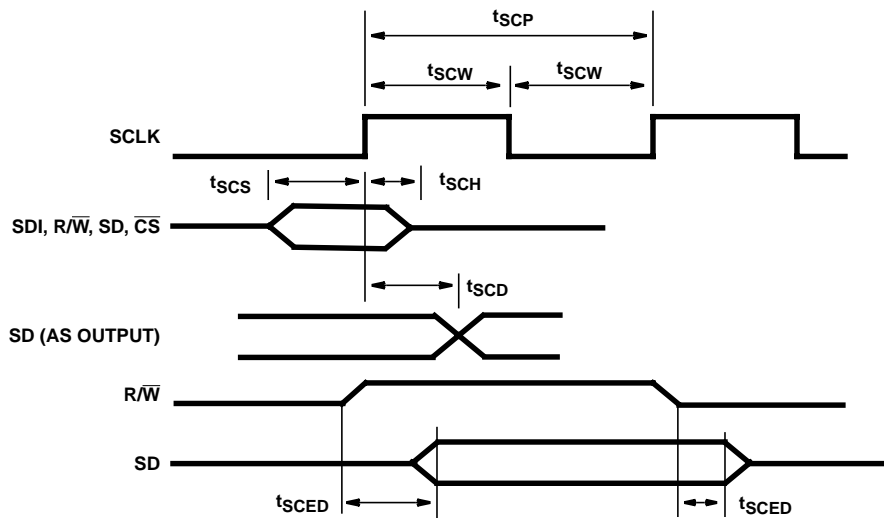 tSCP
tSCW tSCW
SCLK
tSCS tSCH
SDI, R/W̅, SD, C̅S̅
tSCD
SD (AS OUTPUT)
R/W̅
SD
tSCED tSCED